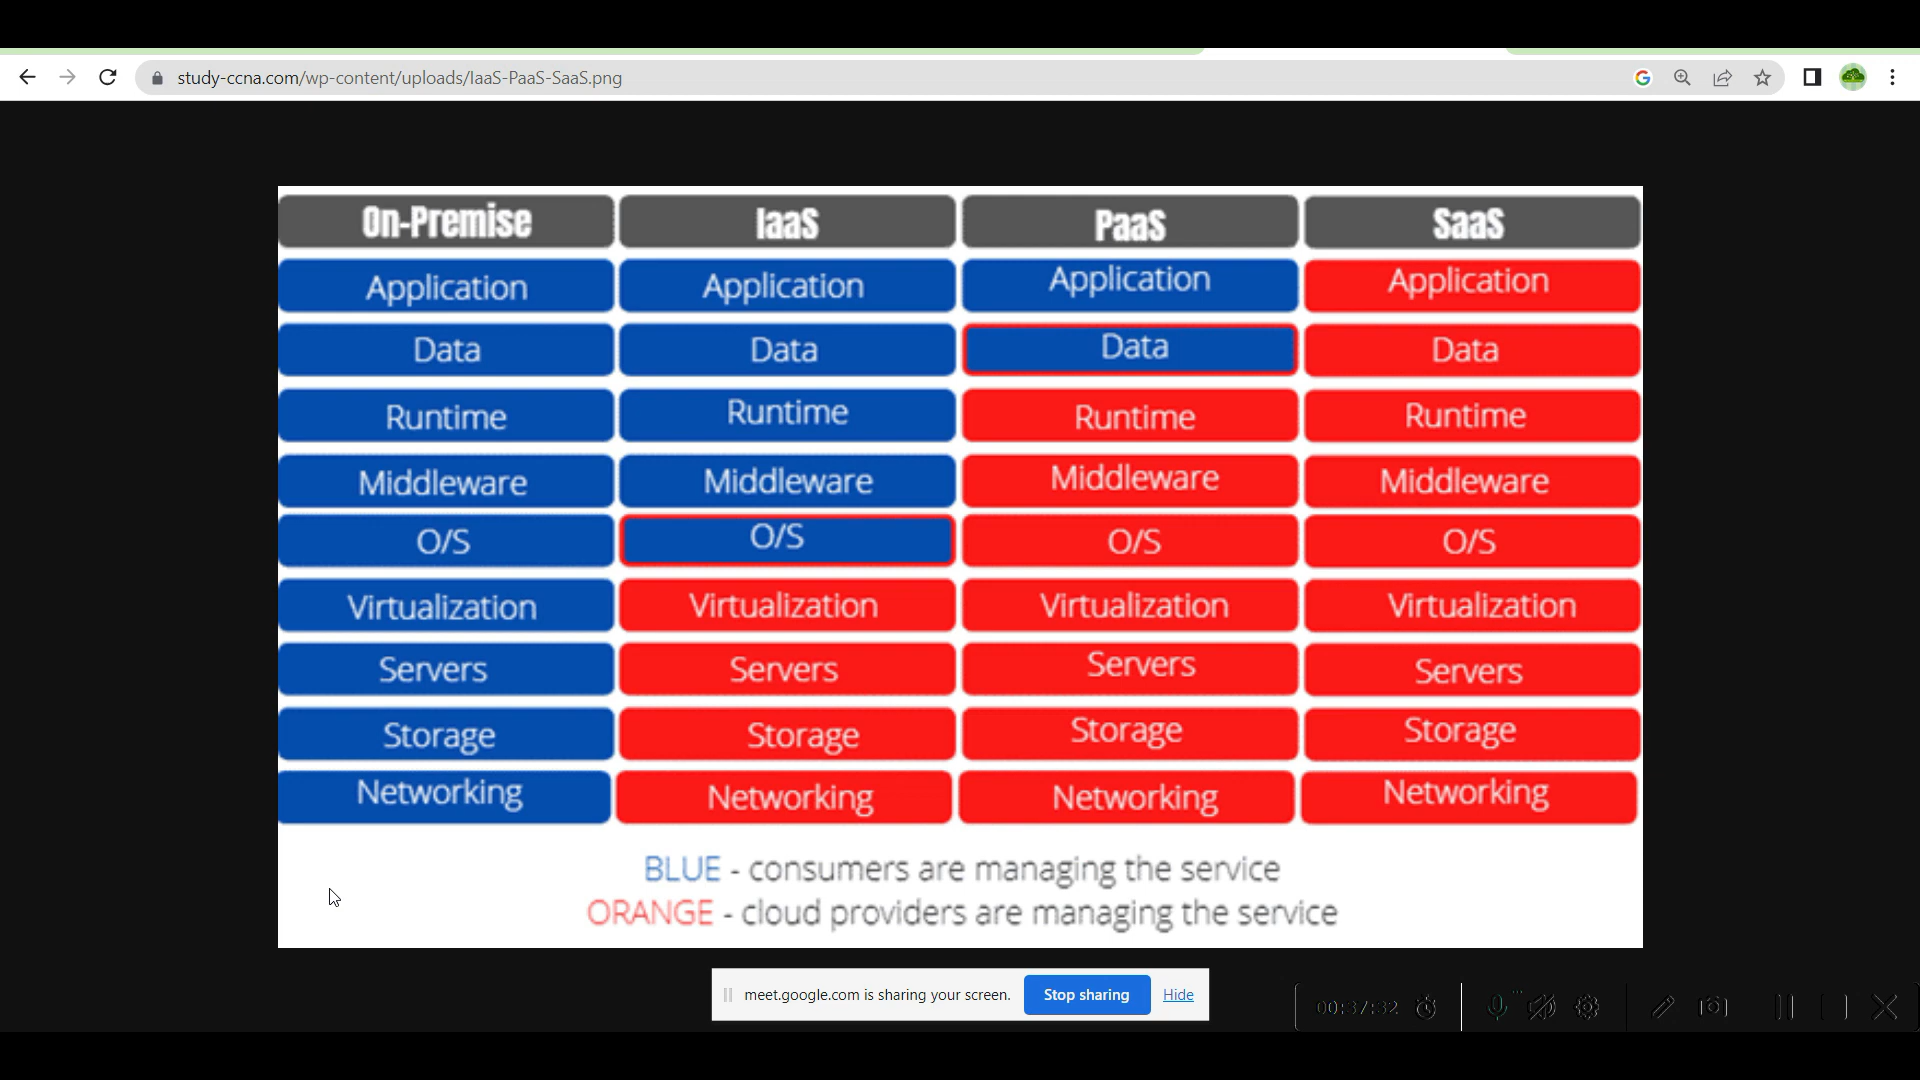 study-ccna.com/wp-content/uploads/IaaS-PaaS-SaaS.png
On-Premise IaaS PaaS SaaS
Application Application Application Application
Data Data Data Data
Runtime Runtime Runtime Runtime
Middleware Middleware Middleware Middleware
O/S O/S O/S O/S
Virtualization Virtualization Virtualization Virtualization
Servers Servers Servers Servers
Storage Storage Storage Storage
Networking Networking Networking Networking
BLUE - consumers are managing the service
ORANGE - cloud providers are managing the service
meet.google.com is sharing your screen. Stop sharing Hide
00:37:32